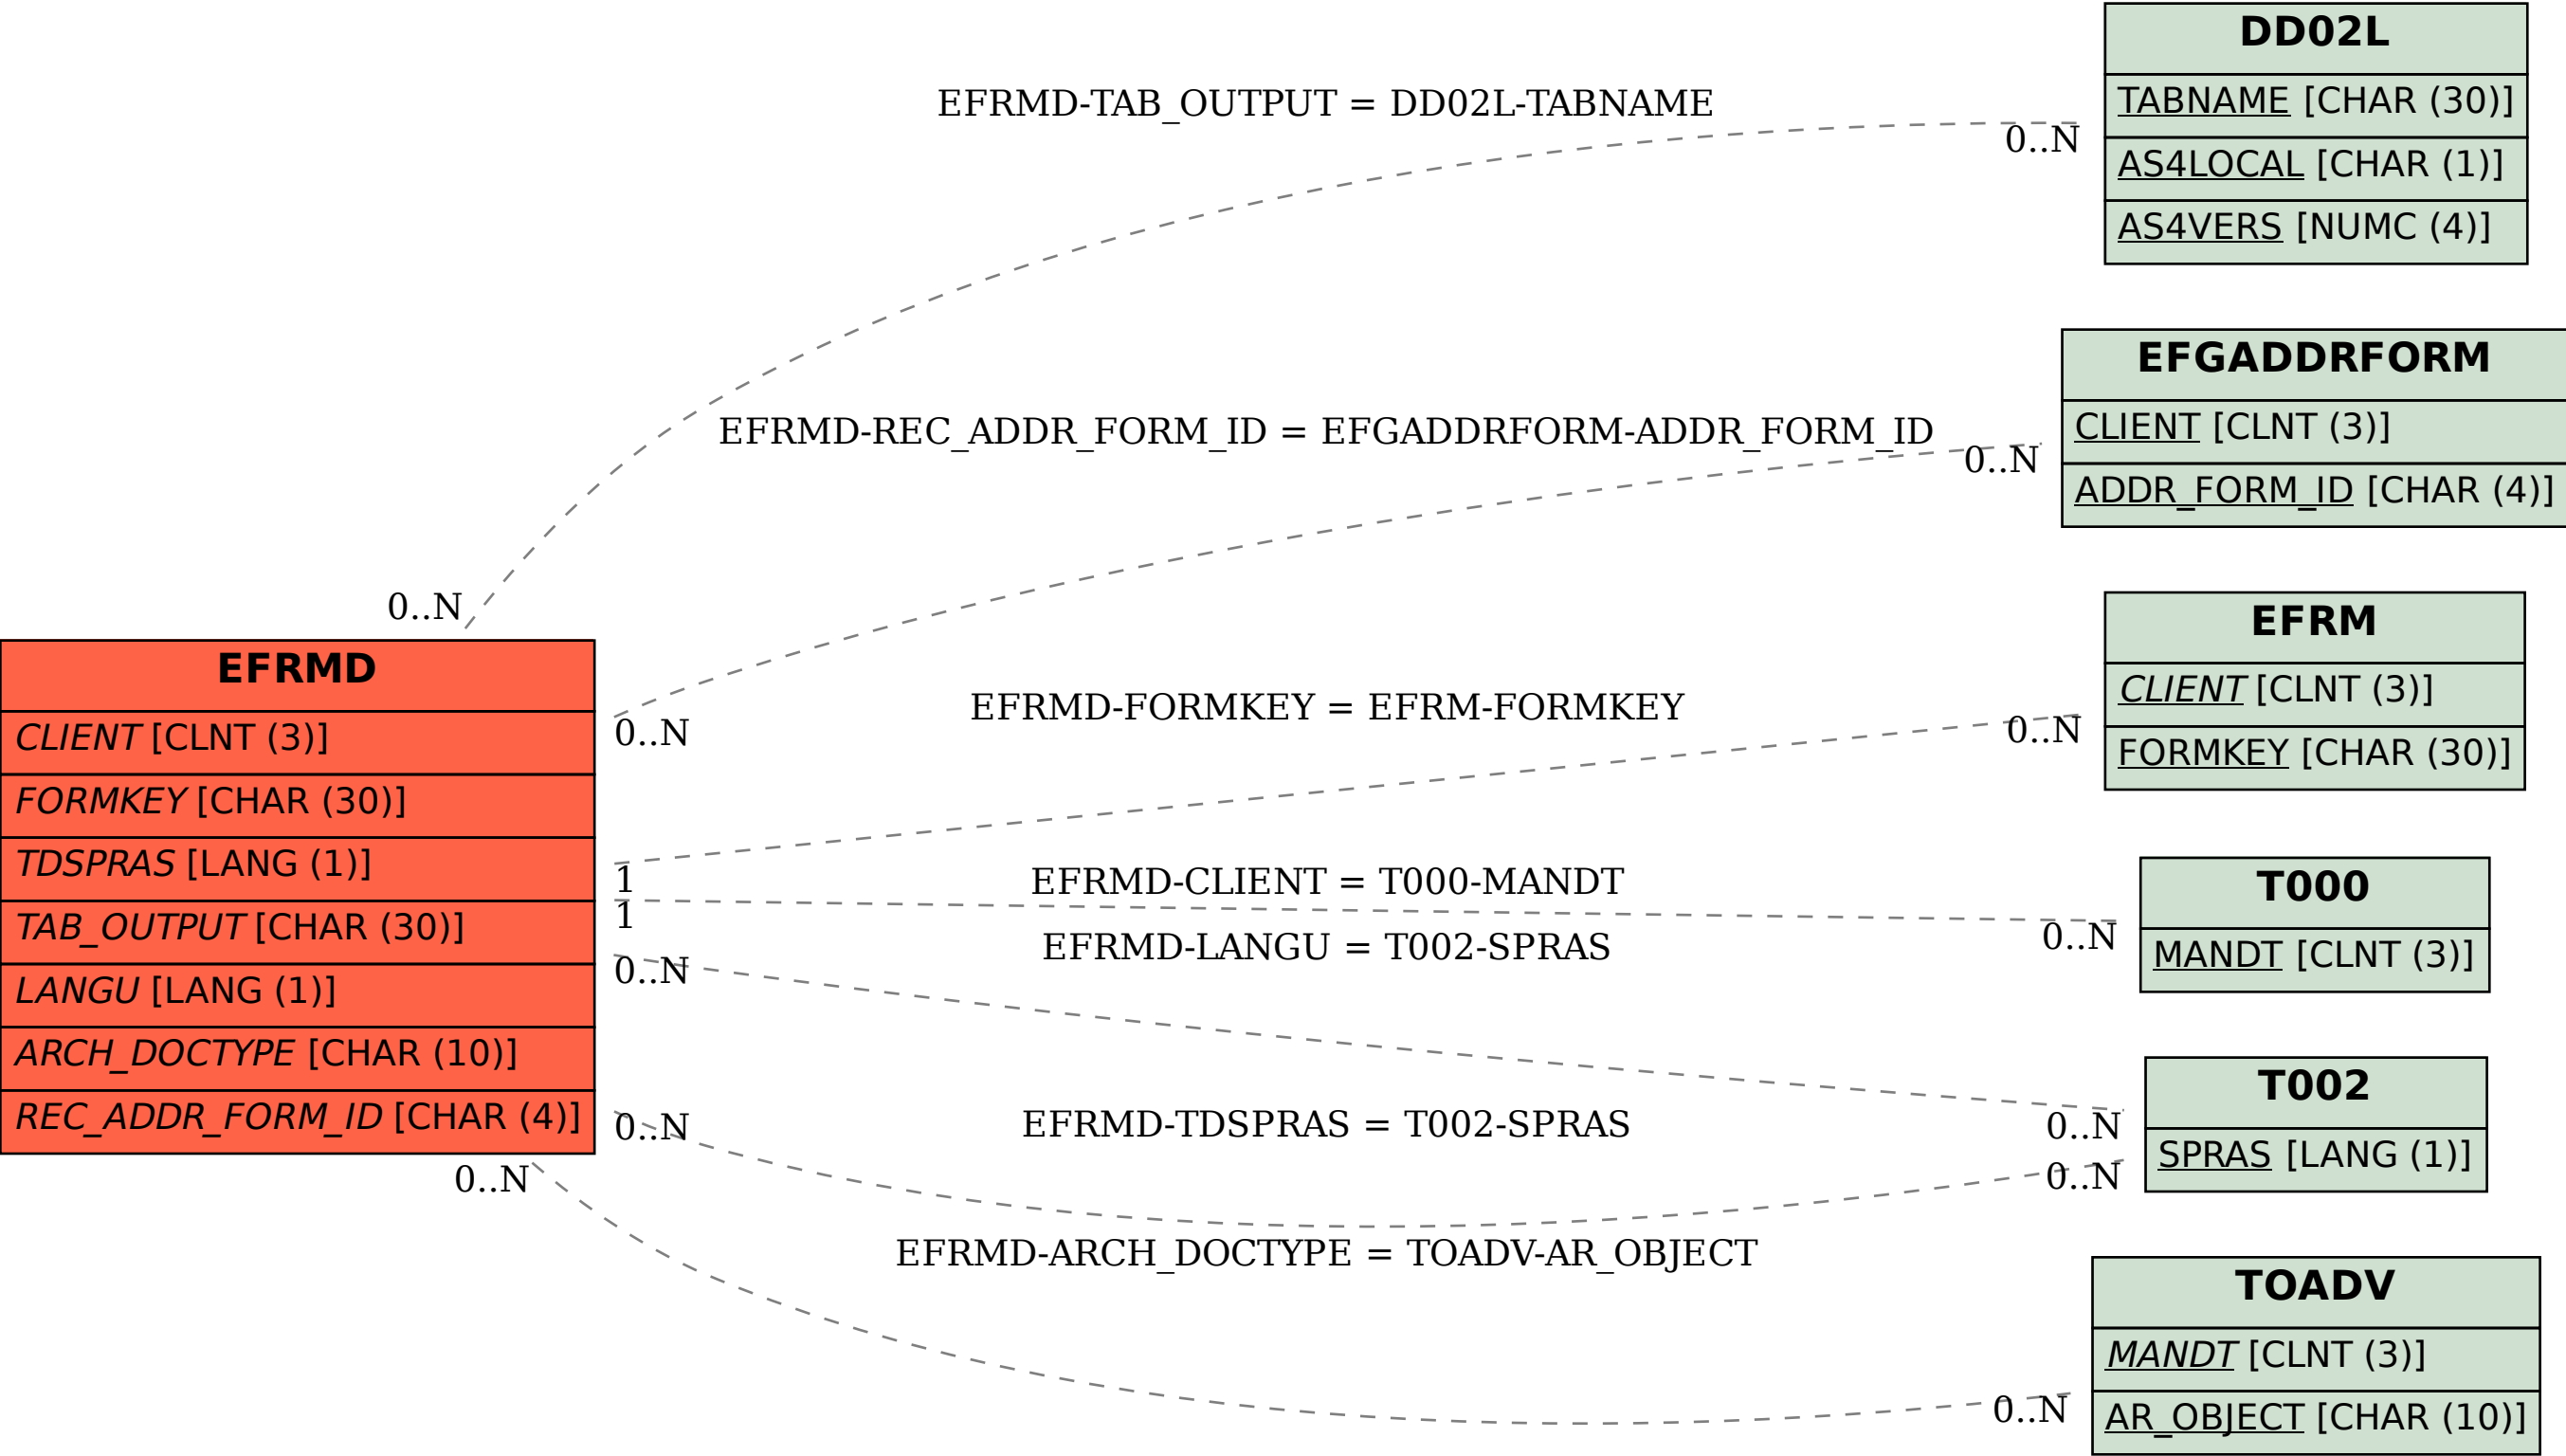 DD02L
TABNAME [CHAR (30)]
AS4LOCAL [CHAR (1)]
AS4VERS [NUMC (4)]
EFRMD-TAB_OUTPUT = DD02L-TABNAME
0..N
0..N
EFGADDRFORM
CLIENT [CLNT (3)]
ADDR_FORM_ID [CHAR (4)]
EFRMD-REC_ADDR_FORM_ID = EFGADDRFORM-ADDR_FORM_ID
0..N
0..N
EFRM
CLIENT [CLNT (3)]
FORMKEY [CHAR (30)]
EFRMD-FORMKEY = EFRM-FORMKEY
0..N
1
EFRMD
CLIENT [CLNT (3)]
FORMKEY [CHAR (30)]
TDSPRAS [LANG (1)]
TAB_OUTPUT [CHAR (30)]
LANGU [LANG (1)]
ARCH_DOCTYPE [CHAR (10)]
REC_ADDR_FORM_ID [CHAR (4)]
T000
MANDT [CLNT (3)]
EFRMD-CLIENT = T000-MANDT
1
0..N
EFRMD-LANGU = T002-SPRAS
0..N
0..N
T002
SPRAS [LANG (1)]
EFRMD-TDSPRAS = T002-SPRAS
0..N
0..N
EFRMD-ARCH_DOCTYPE = TOADV-AR_OBJECT
0..N
0..N
TOADV
MANDT [CLNT (3)]
AR_OBJECT [CHAR (10)]